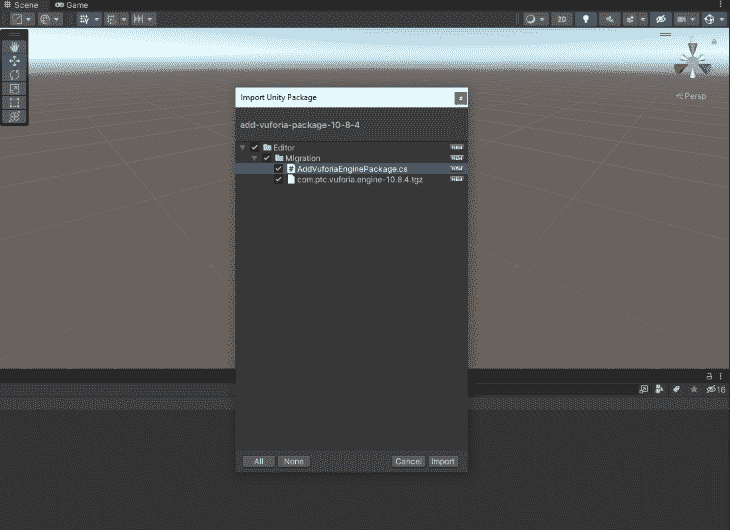 Scene Game
2D
Persp
Import Unity Package
x
add-vuforia-package-10-8-4
Editor NEW
Migration NEW
AddVuforiaEnginePackage.cs NEW
com.ptc.vuforia.engine-10.8.4.tgz NEW
16
All None Cancel Import